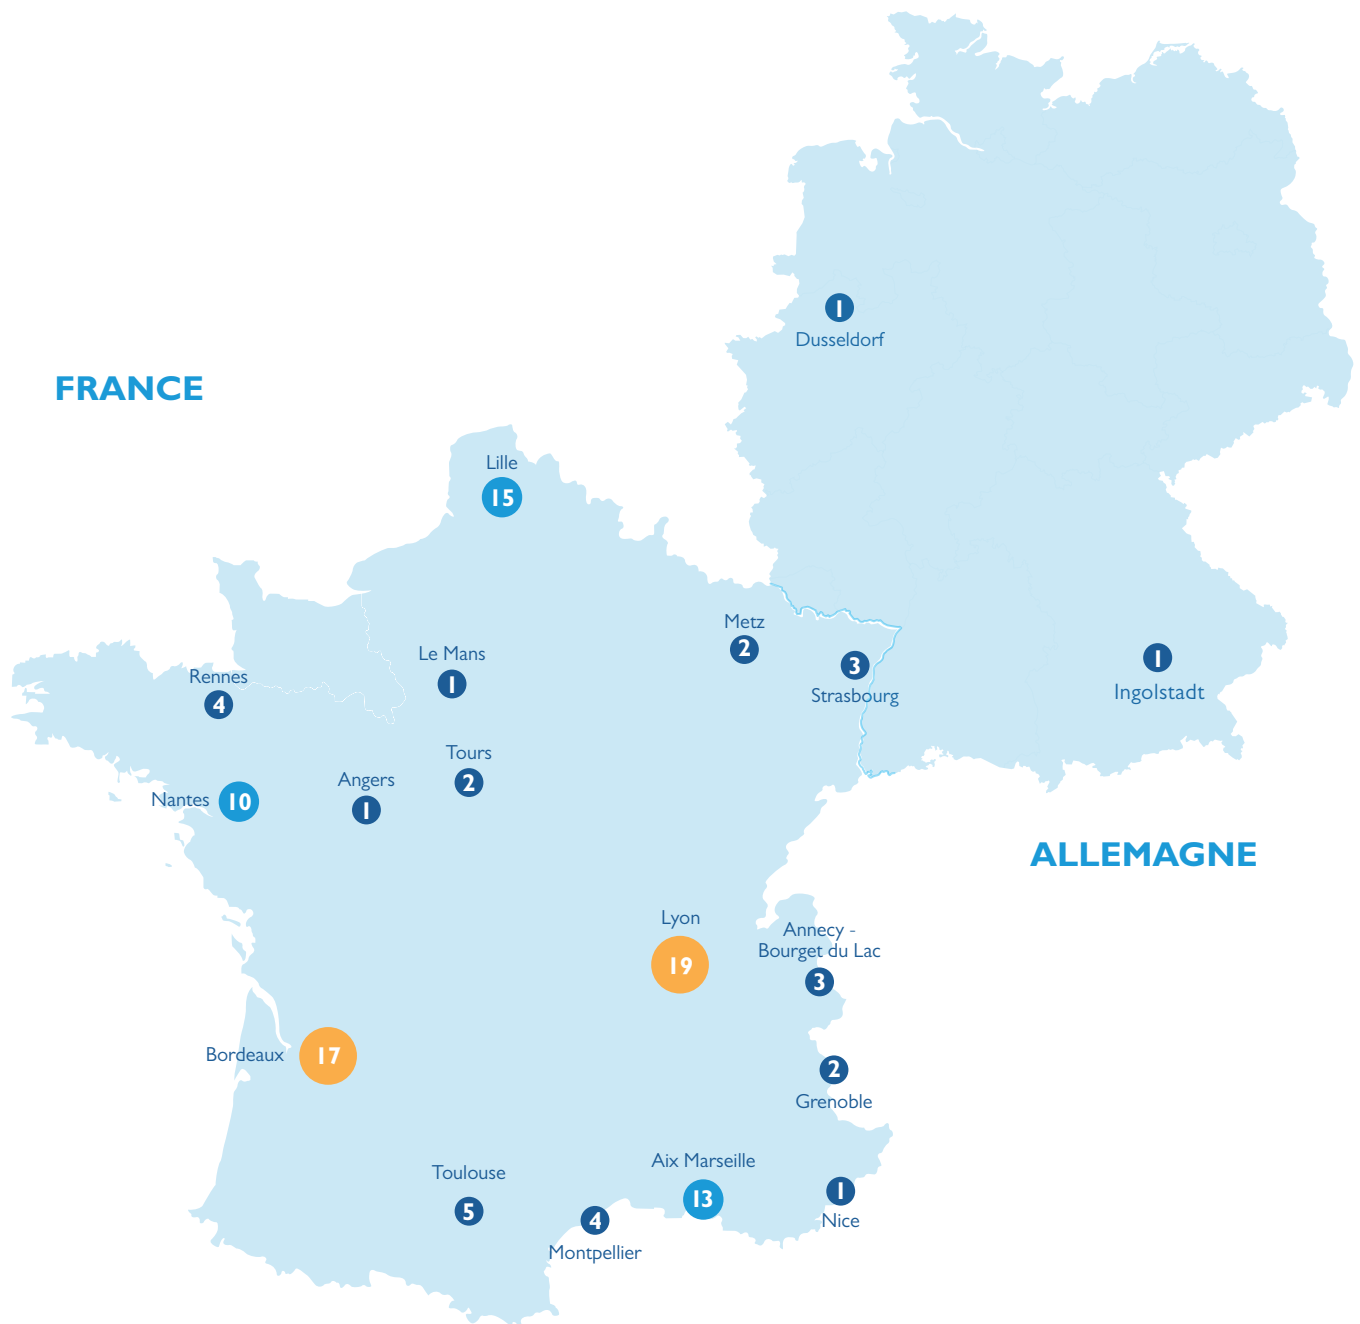 1
Dusseldorf
FRANCE
Lille
15
Metz
2
Le Mans
1
3
Strasbourg
1
Ingolstadt
Rennes
4
Tours
2
Angers
1
Nantes
10
ALLEMAGNE
Lyon
19
Annecy -
Bourget du Lac
3
Bordeaux
17
2
Grenoble
Aix Marseille
13
Toulouse
5
4
Montpellier
1
Nice